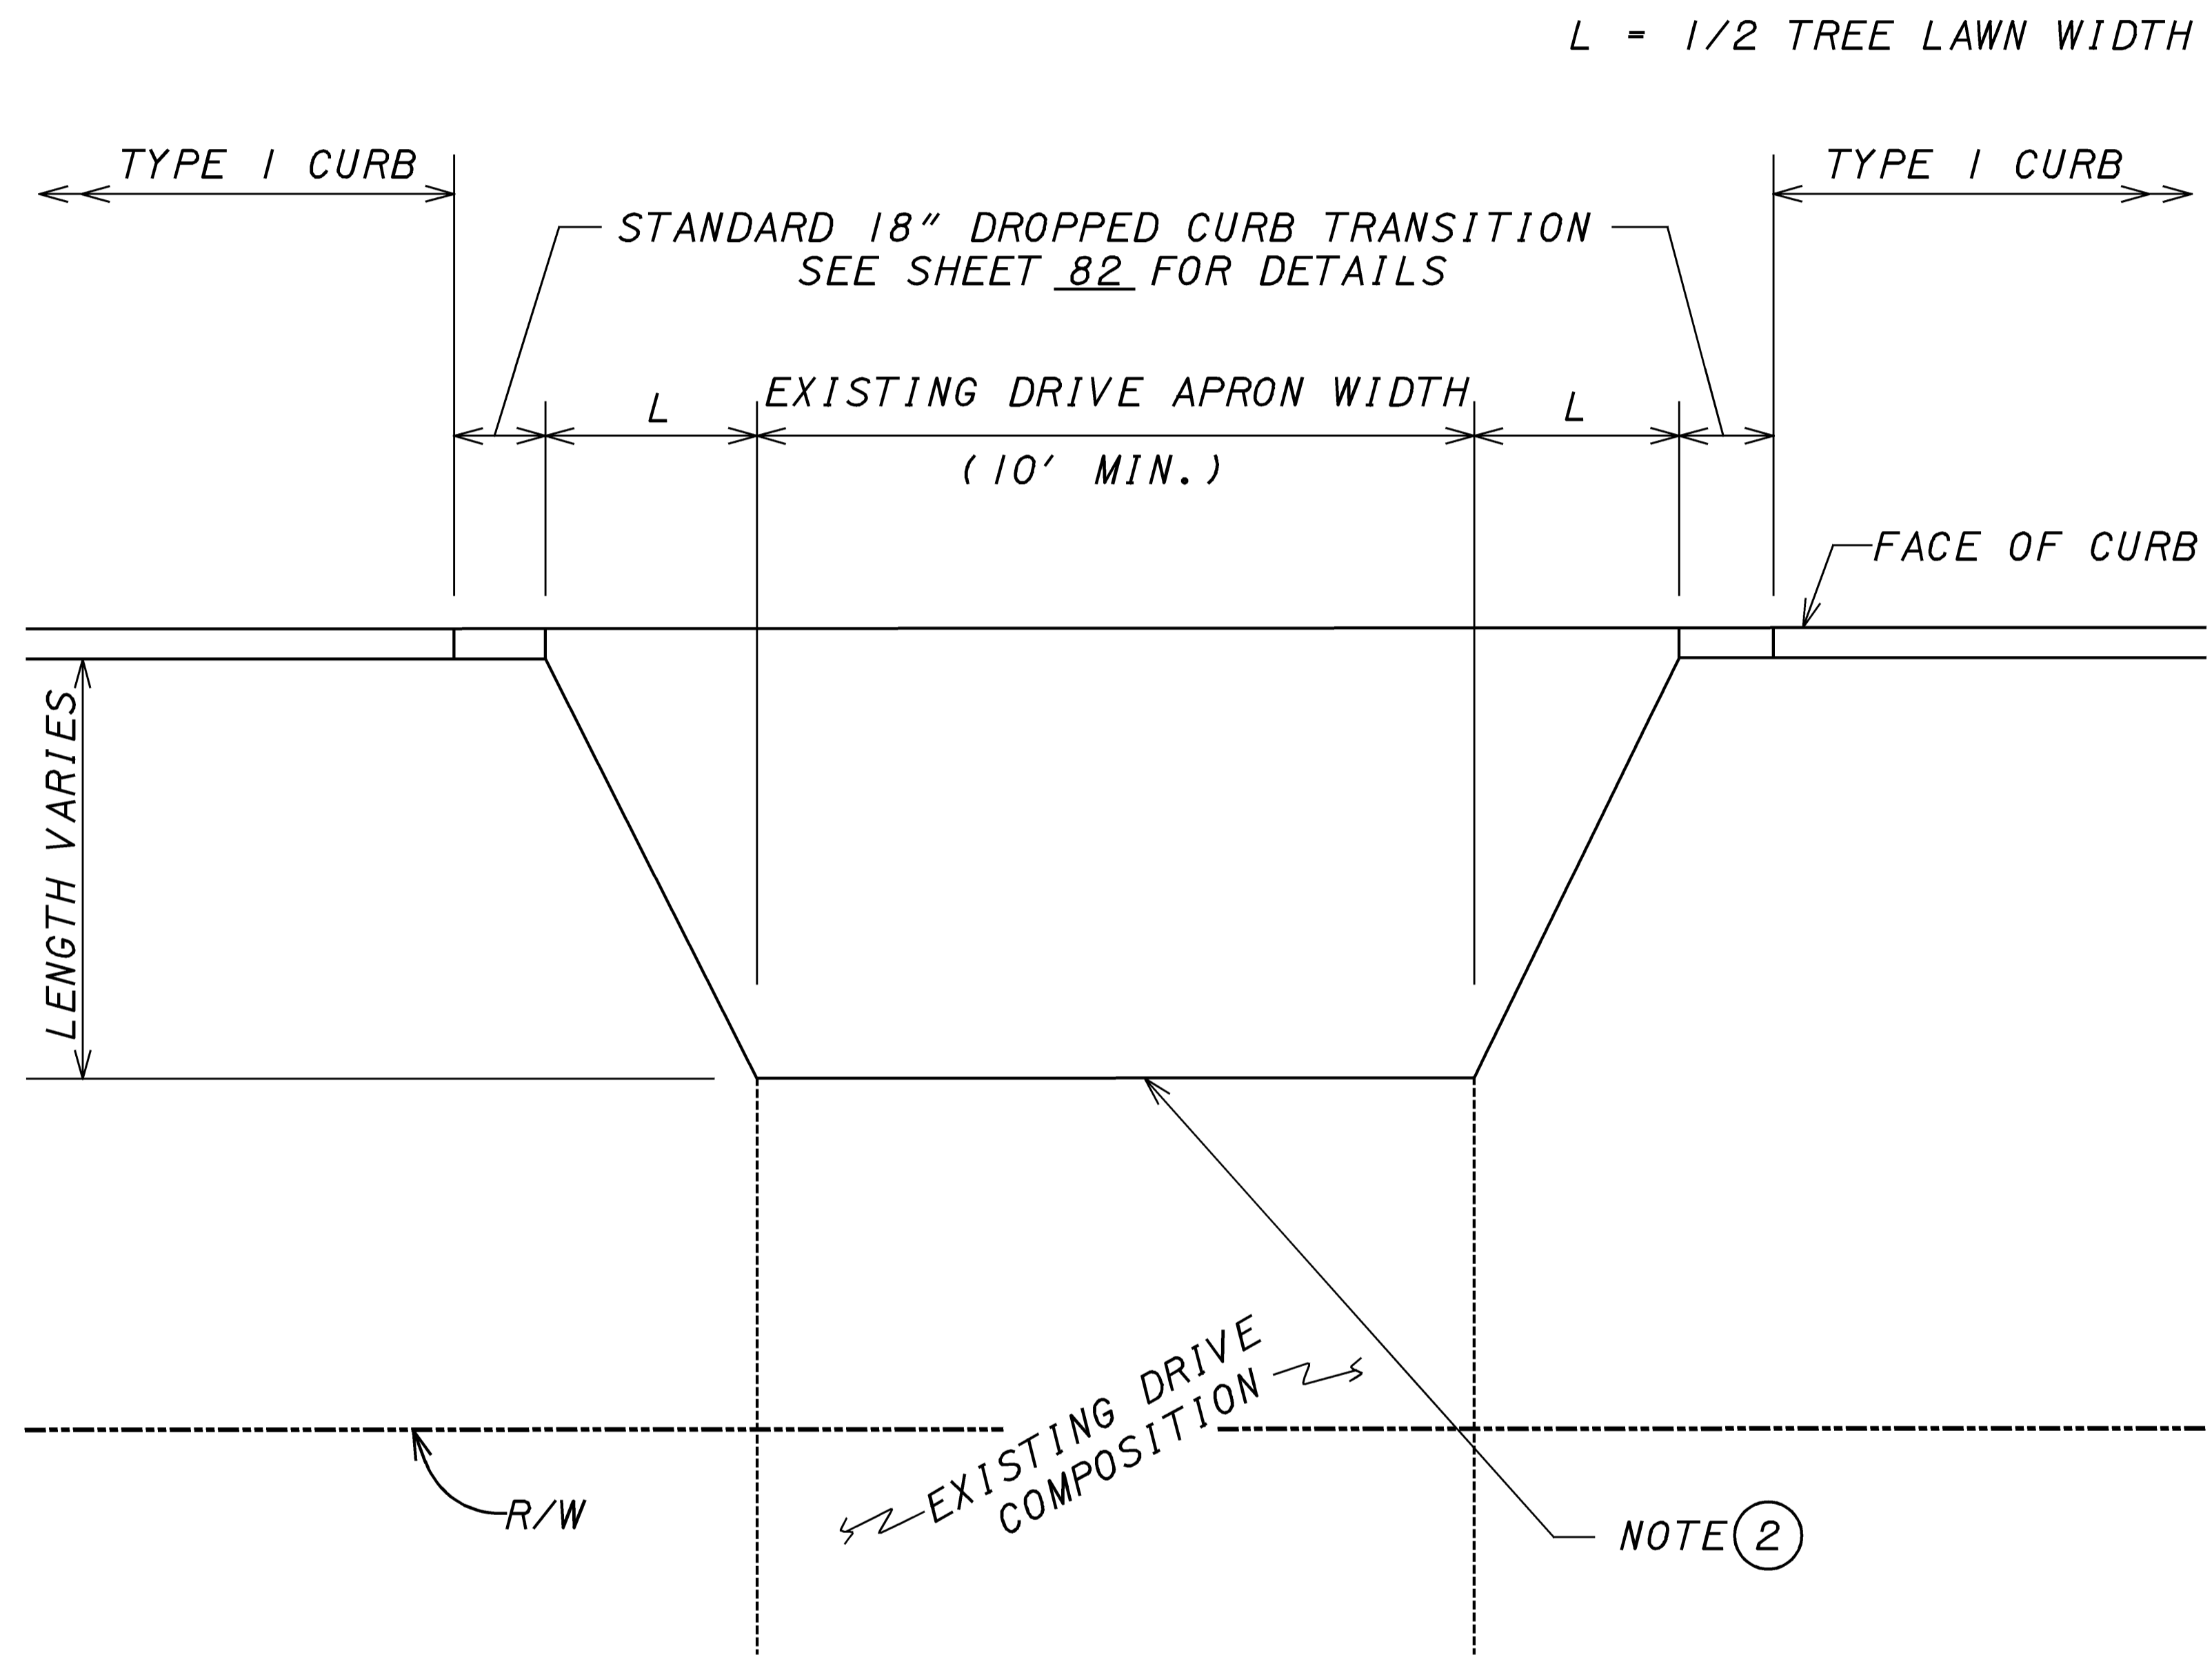 L = 1/2 TREE LAWN WIDTH
TYPE 1 CURB
TYPE 1 CURB
STANDARD 18" DROPPED CURB TRANSITION
SEE SHEET 82 FOR DETAILS
L
EXISTING DRIVE APRON WIDTH
L
(10' MIN.)
FACE OF CURB
LENGTH VARIES
EXISTING DRIVE
COMPOSITION
R/W
NOTE 2